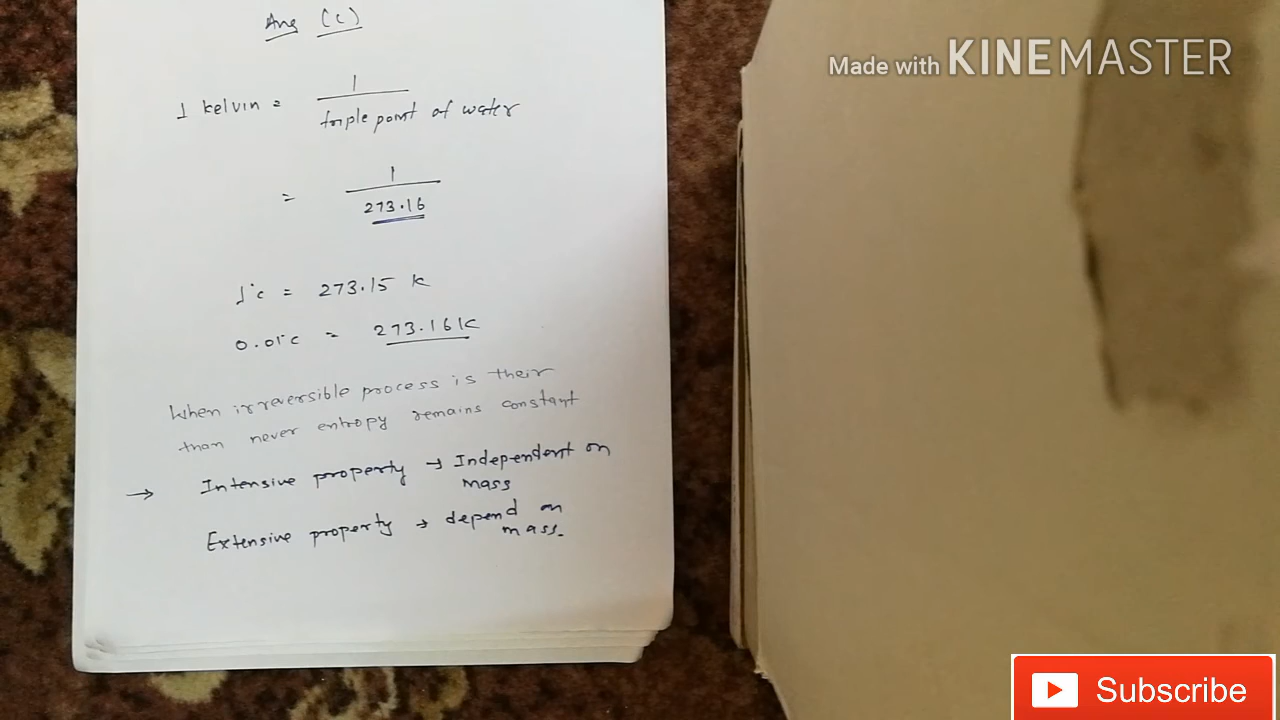 Ans (c)
1 kelvin = 1 / triple point of water
= 1 / 273.16
1°c = 273.15 k
0.01°c = 273.16 k
When irreversible process is their
than never entropy remains constant
→ Intensive property → Independent on
mass
Extensive property → depend on
mass.
Made with KINEMASTER
Subscribe